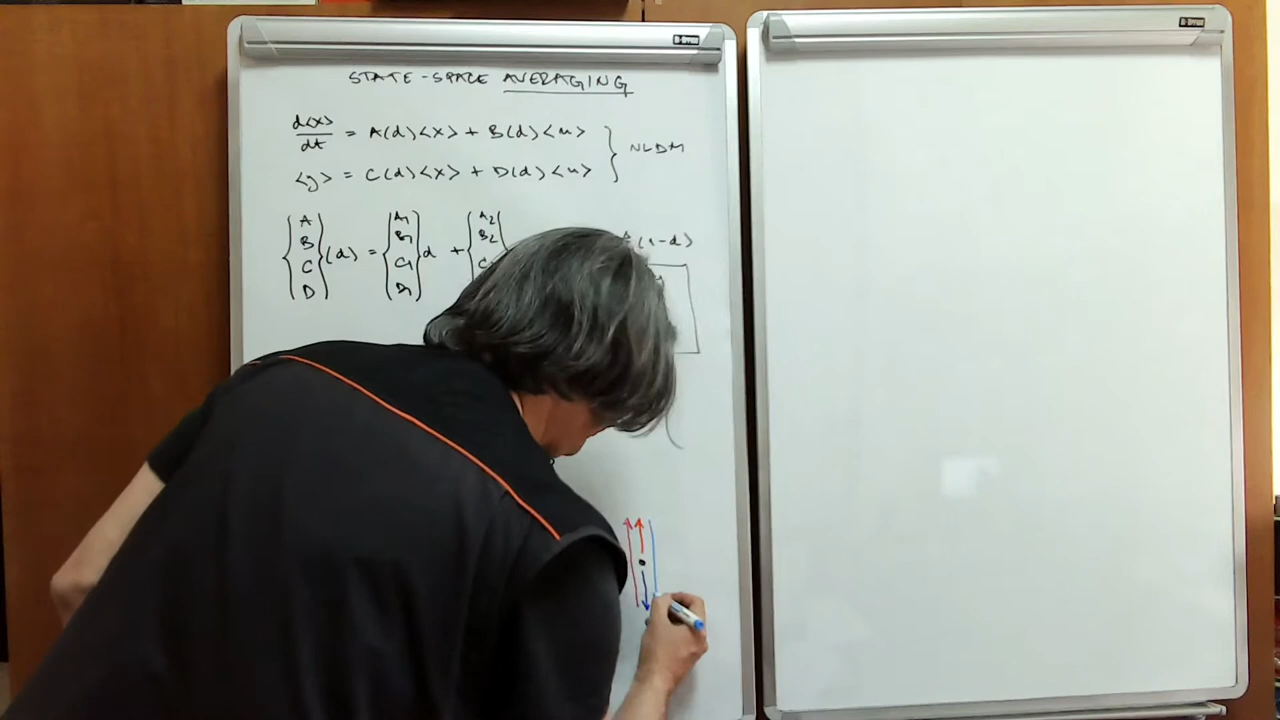 STATE-SPACE AVERAGING
d<x>/dt = A(d)<x> + B(d)<u>
<y> = C(d)<x> + D(d)<u>
} NLDM
{A B C D}(d) = {A1 B1 C1 D1} d + {A2 B2
(1-d)